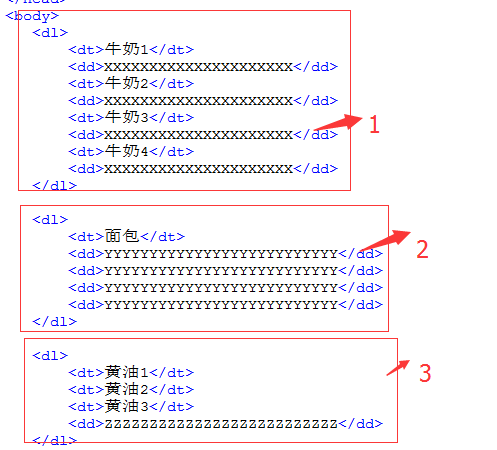 </head>
<body>
<dl>
<dt>牛奶1</dt>
<dd>XXXXXXXXXXXXXXXXXXXXX</dd>
<dt>牛奶2</dt>
<dd>XXXXXXXXXXXXXXXXXXXXX</dd>
<dt>牛奶3</dt>
<dd>XXXXXXXXXXXXXXXXXXXXX</dd>
1
<dt>牛奶4</dt>
<dd>XXXXXXXXXXXXXXXXXXXXX</dd>
</dl>
<dl>
<dt>面包</dt>
<dd>YYYYYYYYYYYYYYYYYYYYYYYYYY</dd>
2
<dd>YYYYYYYYYYYYYYYYYYYYYYYYYY</dd>
<dd>YYYYYYYYYYYYYYYYYYYYYYYYYY</dd>
<dd>YYYYYYYYYYYYYYYYYYYYYYYYYY</dd>
</dl>
<dl>
<dt>黄油1</dt>
3
<dt>黄油2</dt>
<dt>黄油3</dt>
<dd>ZZZZZZZZZZZZZZZZZZZZZZZZZZ</dd>
</dl>